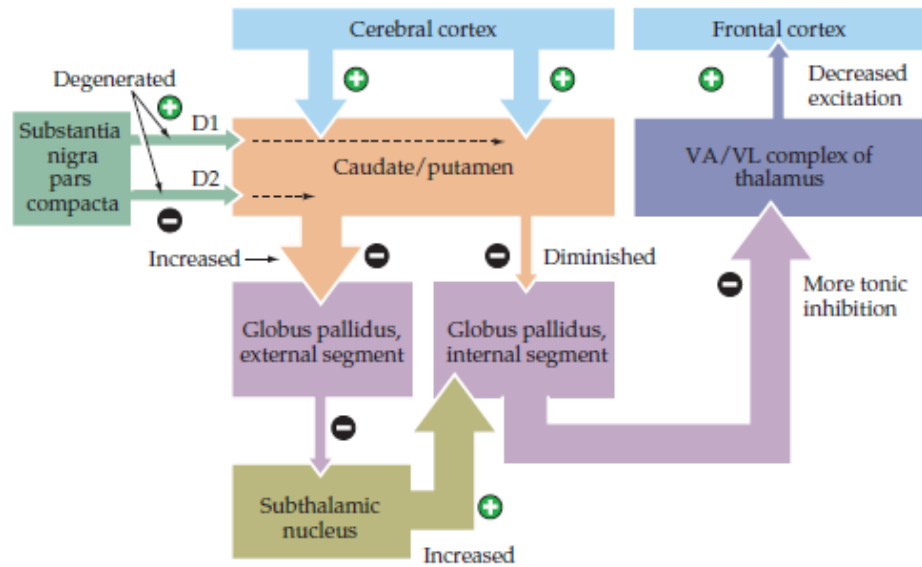 Cerebral cortex
Frontal cortex
Degenerated
+
+
+
+
Decreased
excitation
Substantia
nigra
pars
compacta
D1
D2
Caudate/putamen
VA/VL complex of
thalamus
−
Increased
−
−
Diminished
−
More tonic
inhibition
Globus pallidus,
external segment
Globus pallidus,
internal segment
−
Subthalamic
nucleus
+
Increased